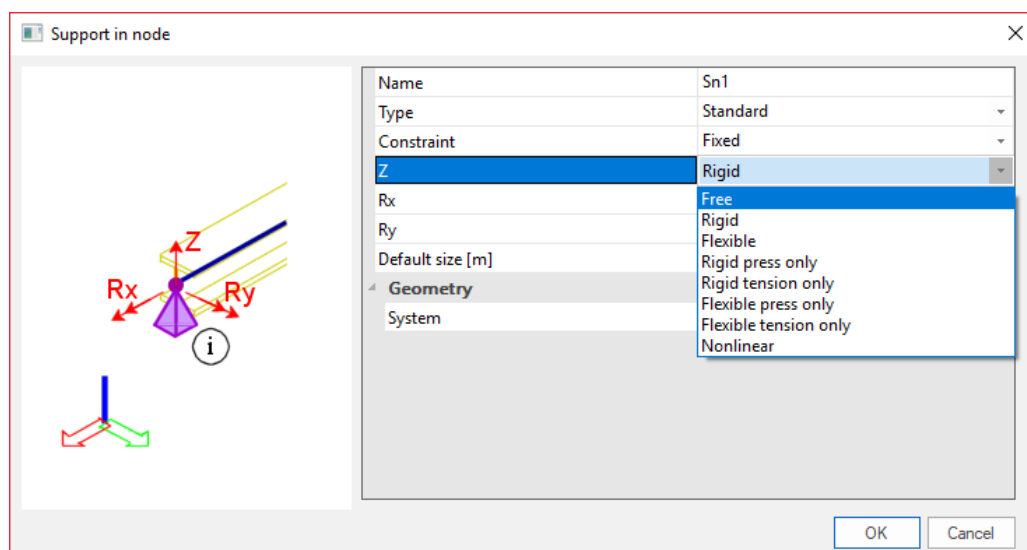 Support in node
Name Sn1
Type Standard
Constraint Fixed
Z Rigid
Rx Free
Ry Rigid
Flexible
Default size [m] Rigid press only
Geometry Rigid tension only
System Flexible press only
Flexible tension only
Nonlinear
Z
Rx Ry
i
OK Cancel